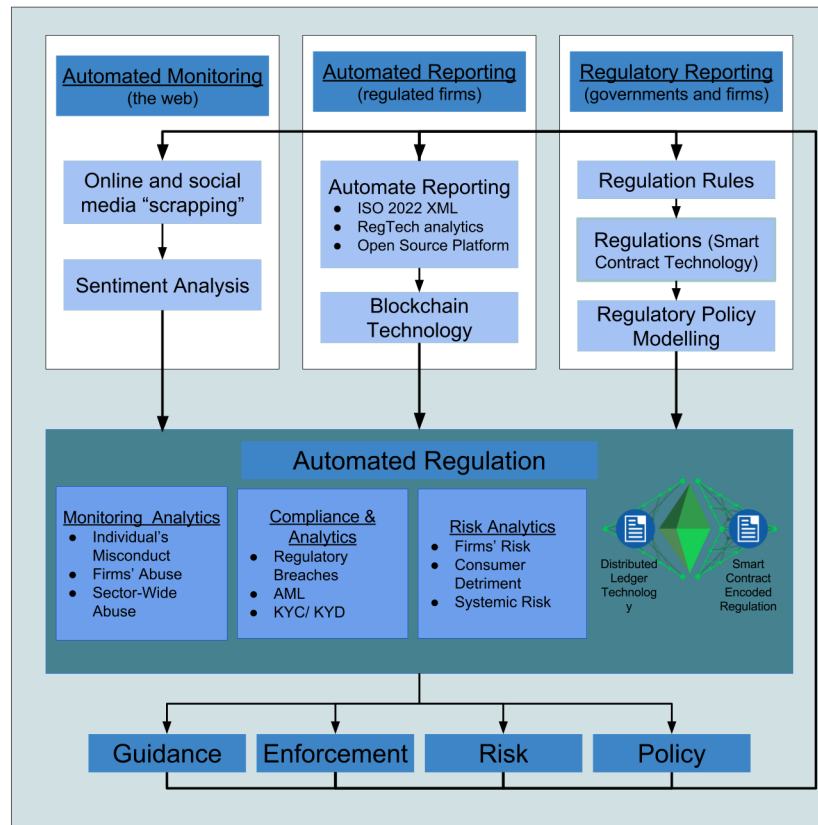 Automated Monitoring
(the web)
Automated Reporting
(regulated firms)
Regulatory Reporting
(governments and firms)
Online and social
media “scrapping”
Sentiment Analysis
Automate Reporting
● ISO 2022 XML
● RegTech analytics
● Open Source Platform
Blockchain
Technology
Regulation Rules
Regulations (Smart
Contract Technology)
Regulatory Policy
Modelling
Automated Regulation
Monitoring Analytics
● Individual’s
Misconduct
● Firms’ Abuse
● Sector-Wide
Abuse
Compliance &
Analytics
● Regulatory
Breaches
● AML
● KYC/ KYD
Risk Analytics
● Firms’ Risk
● Consumer
Detriment
● Systemic Risk
Distributed
Ledger
Technolog
y
Smart
Contract
Encoded
Regulation
Guidance
Enforcement
Risk
Policy